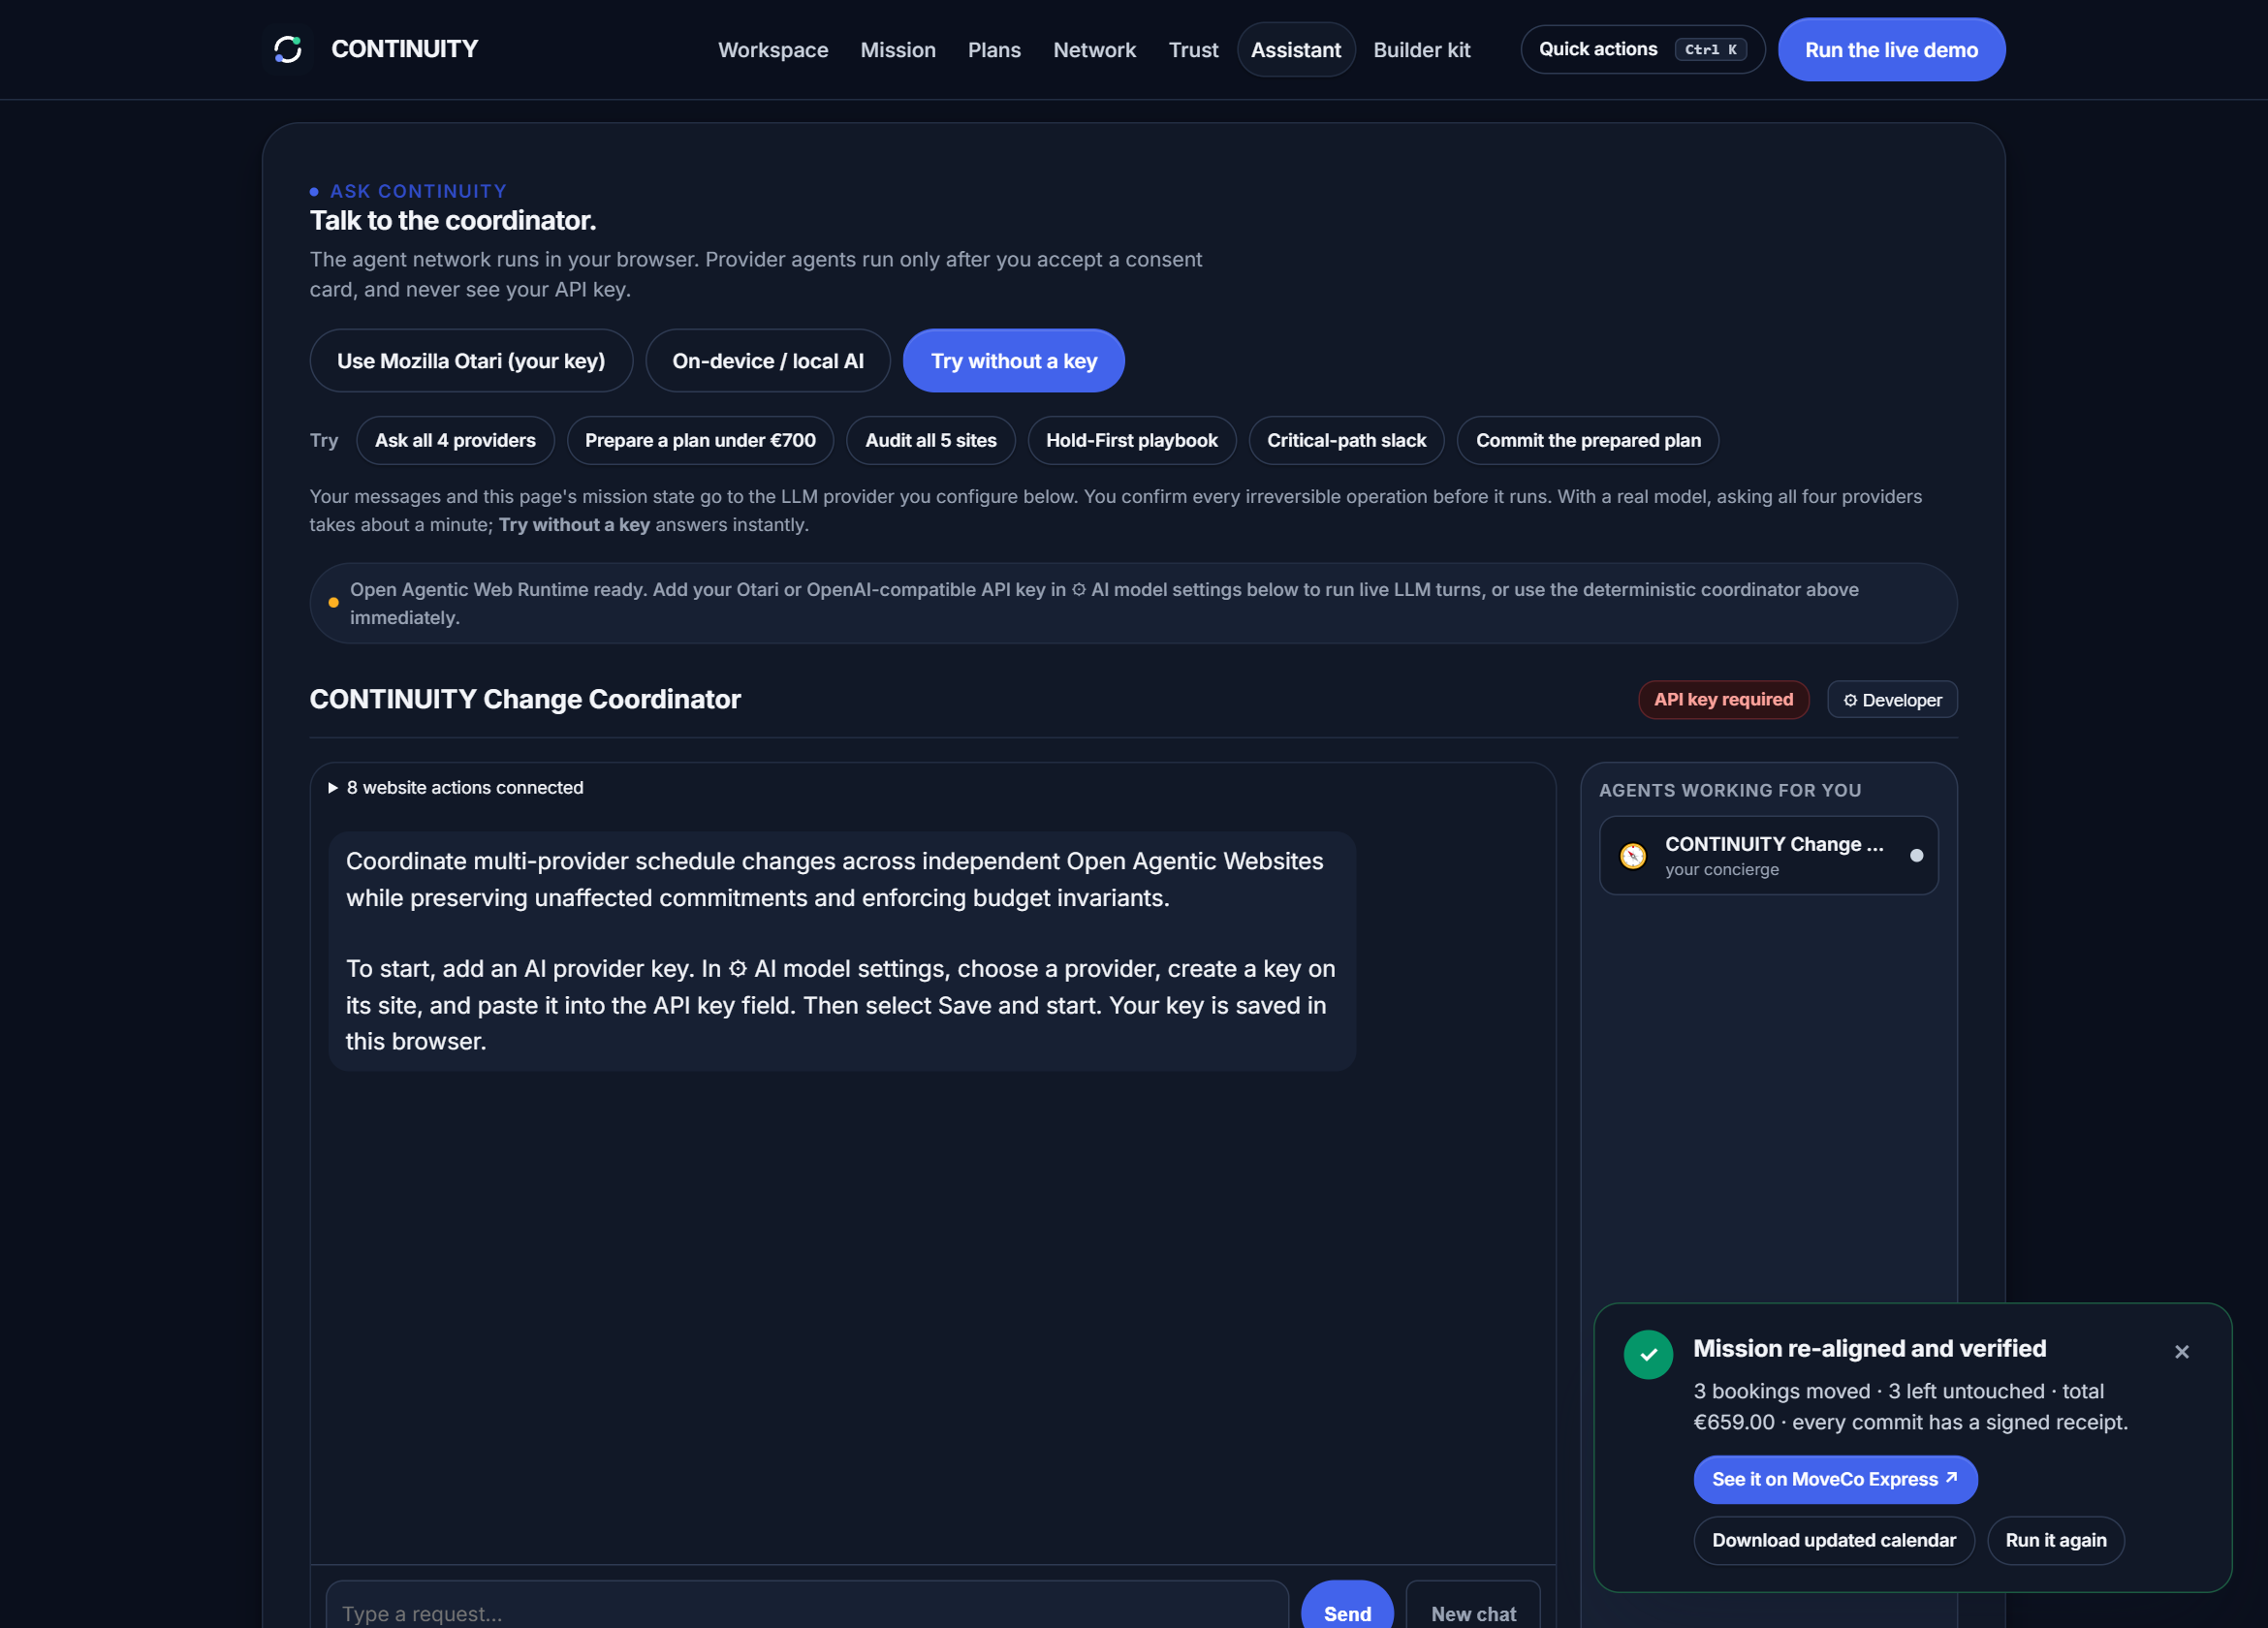 CONTINUITY
Workspace
Mission
Plans
Network
Trust
Assistant
Builder kit
Quick actions Ctrl K
Run the live demo
ASK CONTINUITY
Talk to the coordinator.
The agent network runs in your browser. Provider agents run only after you accept a consent
card, and never see your API key.
Use Mozilla Otari (your key)
On-device / local AI
Try without a key
Try
Ask all 4 providers
Prepare a plan under €700
Audit all 5 sites
Hold-First playbook
Critical-path slack
Commit the prepared plan
Your messages and this page's mission state go to the LLM provider you configure below. You confirm every irreversible operation before it runs. With a real model, asking all four providers
takes about a minute; Try without a key answers instantly.
Open Agentic Web Runtime ready. Add your Otari or OpenAI-compatible API key in ⚙ AI model settings below to run live LLM turns, or use the deterministic coordinator above
immediately.
CONTINUITY Change Coordinator
API key required
⚙ Developer
▶ 8 website actions connected
Coordinate multi-provider schedule changes across independent Open Agentic Websites
while preserving unaffected commitments and enforcing budget invariants.
To start, add an AI provider key. In ⚙ AI model settings, choose a provider, create a key on
its site, and paste it into the API key field. Then select Save and start. Your key is saved in
this browser.
AGENTS WORKING FOR YOU
CONTINUITY Change ...
your concierge
Mission re-aligned and verified
3 bookings moved · 3 left untouched · total
€659.00 · every commit has a signed receipt.
See it on MoveCo Express ↗
Download updated calendar
Run it again
Type a request...
Send
New chat